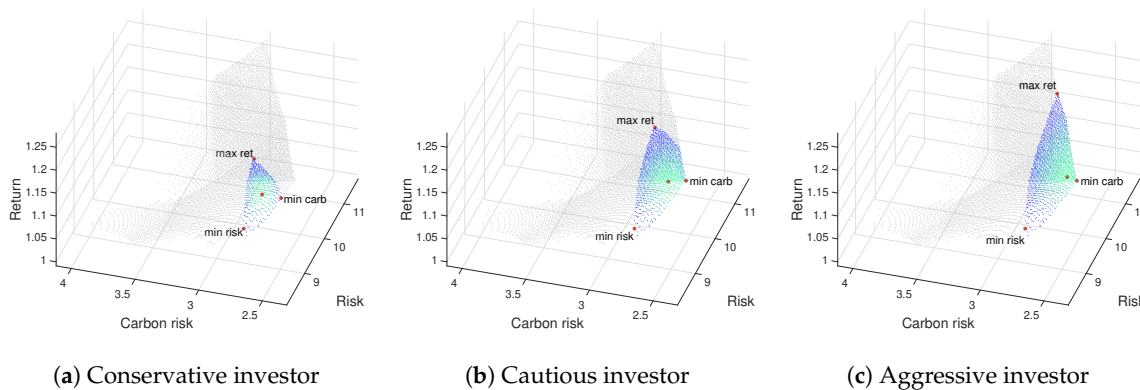 max ret
min carb
min risk
1.25
1.2
1.15
1.1
1.05
1
Return
4
3.5
3
2.5
Carbon risk
9
10
11
Risk
(a) Conservative investor
max ret
min carb
min risk
1.25
1.2
1.15
1.1
1.05
1
Return
4
3.5
3
2.5
Carbon risk
9
10
11
Risk
(b) Cautious investor
max ret
min carb
min risk
1.25
1.2
1.15
1.1
1.05
1
Return
4
3.5
3
2.5
Carbon risk
9
10
Risk
(c) Aggressive investor